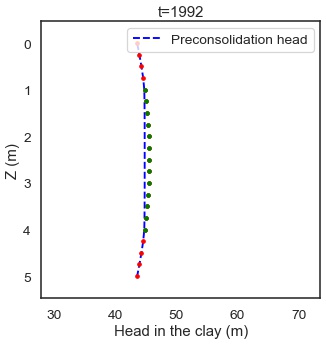 t=1992
Preconsolidation head
0
1
2
3
4
5
Z (m)
30 40 50 60 70
Head in the clay (m)